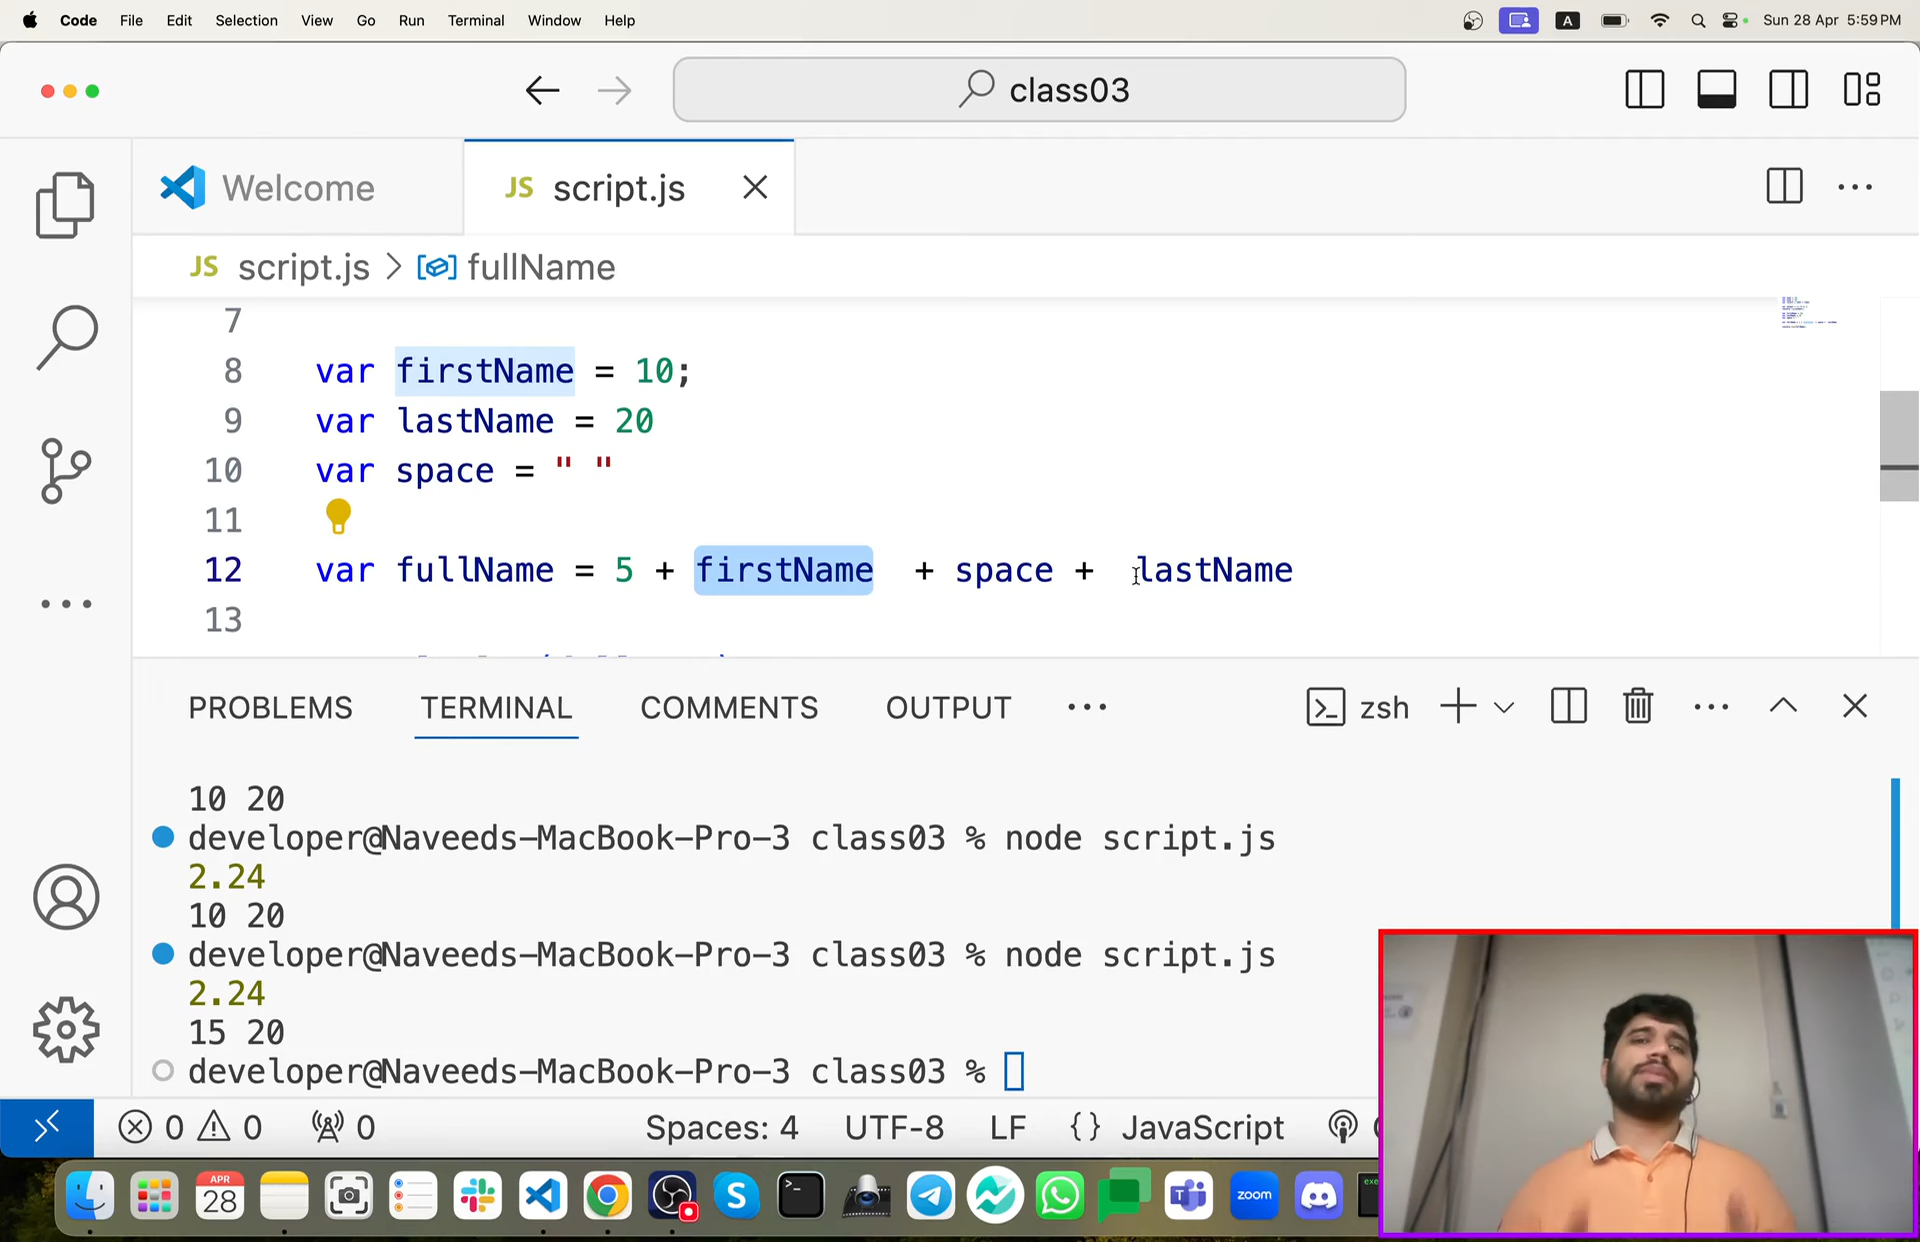 Code File Edit Selection View Go Run Terminal Window Help A Sun 28 Apr 5:59 PM
class03
Welcome JS script.js
JS script.js > fullName
7
8 var firstName = 10;
9 var lastName = 20
10 var space = " "
11
12 var fullName = 5 + firstName + space + lastName
13
PROBLEMS TERMINAL COMMENTS OUTPUT ... zsh
10 20
developer@Naveeds-MacBook-Pro-3 class03 % node script.js
2.24
10 20
developer@Naveeds-MacBook-Pro-3 class03 % node script.js
2.24
15 20
developer@Naveeds-MacBook-Pro-3 class03 %
0 0 0 Spaces: 4 UTF-8 LF {} JavaScript
APR
28
zoom